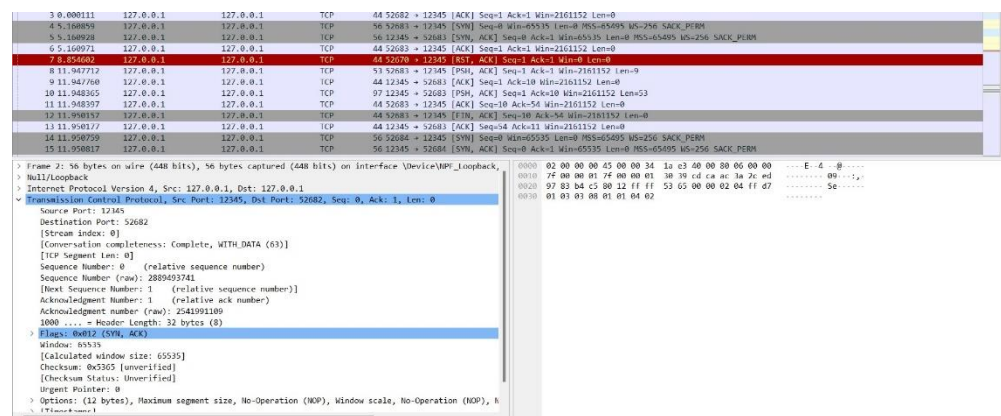 3 0.000111 127.0.0.1 127.0.0.1 TCP 44 52682 → 12345 [ACK] Seq=1 Ack=1 Win=2161152 Len=0
4 5.160859 127.0.0.1 127.0.0.1 TCP 56 52683 → 12345 [SYN] Seq=0 Win=65535 Len=0 MSS=65495 WS=256 SACK_PERM
5 5.160928 127.0.0.1 127.0.0.1 TCP 56 12345 → 52683 [SYN, ACK] Seq=0 Ack=1 Win=65535 Len=0 MSS=65495 WS=256 SACK_PERM
6 5.160971 127.0.0.1 127.0.0.1 TCP 44 52683 → 12345 [ACK] Seq=1 Ack=1 Win=2161152 Len=0
7 8.854602 127.0.0.1 127.0.0.1 TCP 44 52670 → 12345 [RST, ACK] Seq=1 Ack=1 Win=0 Len=0
8 11.947712 127.0.0.1 127.0.0.1 TCP 53 52683 → 12345 [PSH, ACK] Seq=1 Ack=1 Win=2161152 Len=9
9 11.947760 127.0.0.1 127.0.0.1 TCP 44 12345 → 52683 [ACK] Seq=1 Ack=10 Win=2161152 Len=0
10 11.948365 127.0.0.1 127.0.0.1 TCP 97 12345 → 52683 [PSH, ACK] Seq=1 Ack=10 Win=2161152 Len=53
11 11.948397 127.0.0.1 127.0.0.1 TCP 44 52683 → 12345 [ACK] Seq=10 Ack=54 Win=2161152 Len=0
12 11.950157 127.0.0.1 127.0.0.1 TCP 44 52683 → 12345 [FIN, ACK] Seq=10 Ack=54 Win=2161152 Len=0
13 11.950177 127.0.0.1 127.0.0.1 TCP 44 12345 → 52683 [ACK] Seq=54 Ack=11 Win=2161152 Len=0
14 11.950759 127.0.0.1 127.0.0.1 TCP 56 52684 → 12345 [SYN] Seq=0 Win=65535 Len=0 MSS=65495 WS=256 SACK_PERM
15 11.950817 127.0.0.1 127.0.0.1 TCP 56 12345 → 52684 [SYN, ACK] Seq=0 Ack=1 Win=65535 Len=0 MSS=65495 WS=256 SACK_PERM
> Frame 2: 56 bytes on wire (448 bits), 56 bytes captured (448 bits) on interface \Device\NPF_Loopback,
> Null/Loopback
> Internet Protocol Version 4, Src: 127.0.0.1, Dst: 127.0.0.1
Transmission Control Protocol, Src Port: 12345, Dst Port: 52682, Seq: 0, Ack: 1, Len: 0
Source Port: 12345
Destination Port: 52682
[Stream index: 0]
[Conversation completeness: Complete, WITH_DATA (63)]
[TCP Segment Len: 0]
Sequence Number: 0 (relative sequence number)
Sequence Number (raw): 2889493741
[Next Sequence Number: 1 (relative sequence number)]
Acknowledgment Number: 1 (relative ack number)
Acknowledgment number (raw): 2541991109
1000 .... = Header Length: 32 bytes (8)
> Flags: 0x012 (SYN, ACK)
Window: 65535
[Calculated window size: 65535]
Checksum: 0x5365 [unverified]
[Checksum Status: Unverified]
Urgent Pointer: 0
> Options: (12 bytes), Maximum segment size, No-Operation (NOP), Window scale, No-Operation (NOP), N
> [Timestamps]
0000 02 00 00 00 45 00 00 34 1a e3 40 00 80 06 00 00 ····E··4 ··@·····
0010 7f 00 00 01 7f 00 00 01 30 39 cd ca ac 3a 2c ed ········ 09···:,·
0020 97 83 b4 c5 80 12 ff ff 53 65 00 00 02 04 ff d7 ········ Se······
0030 01 03 03 08 01 01 04 02 ········